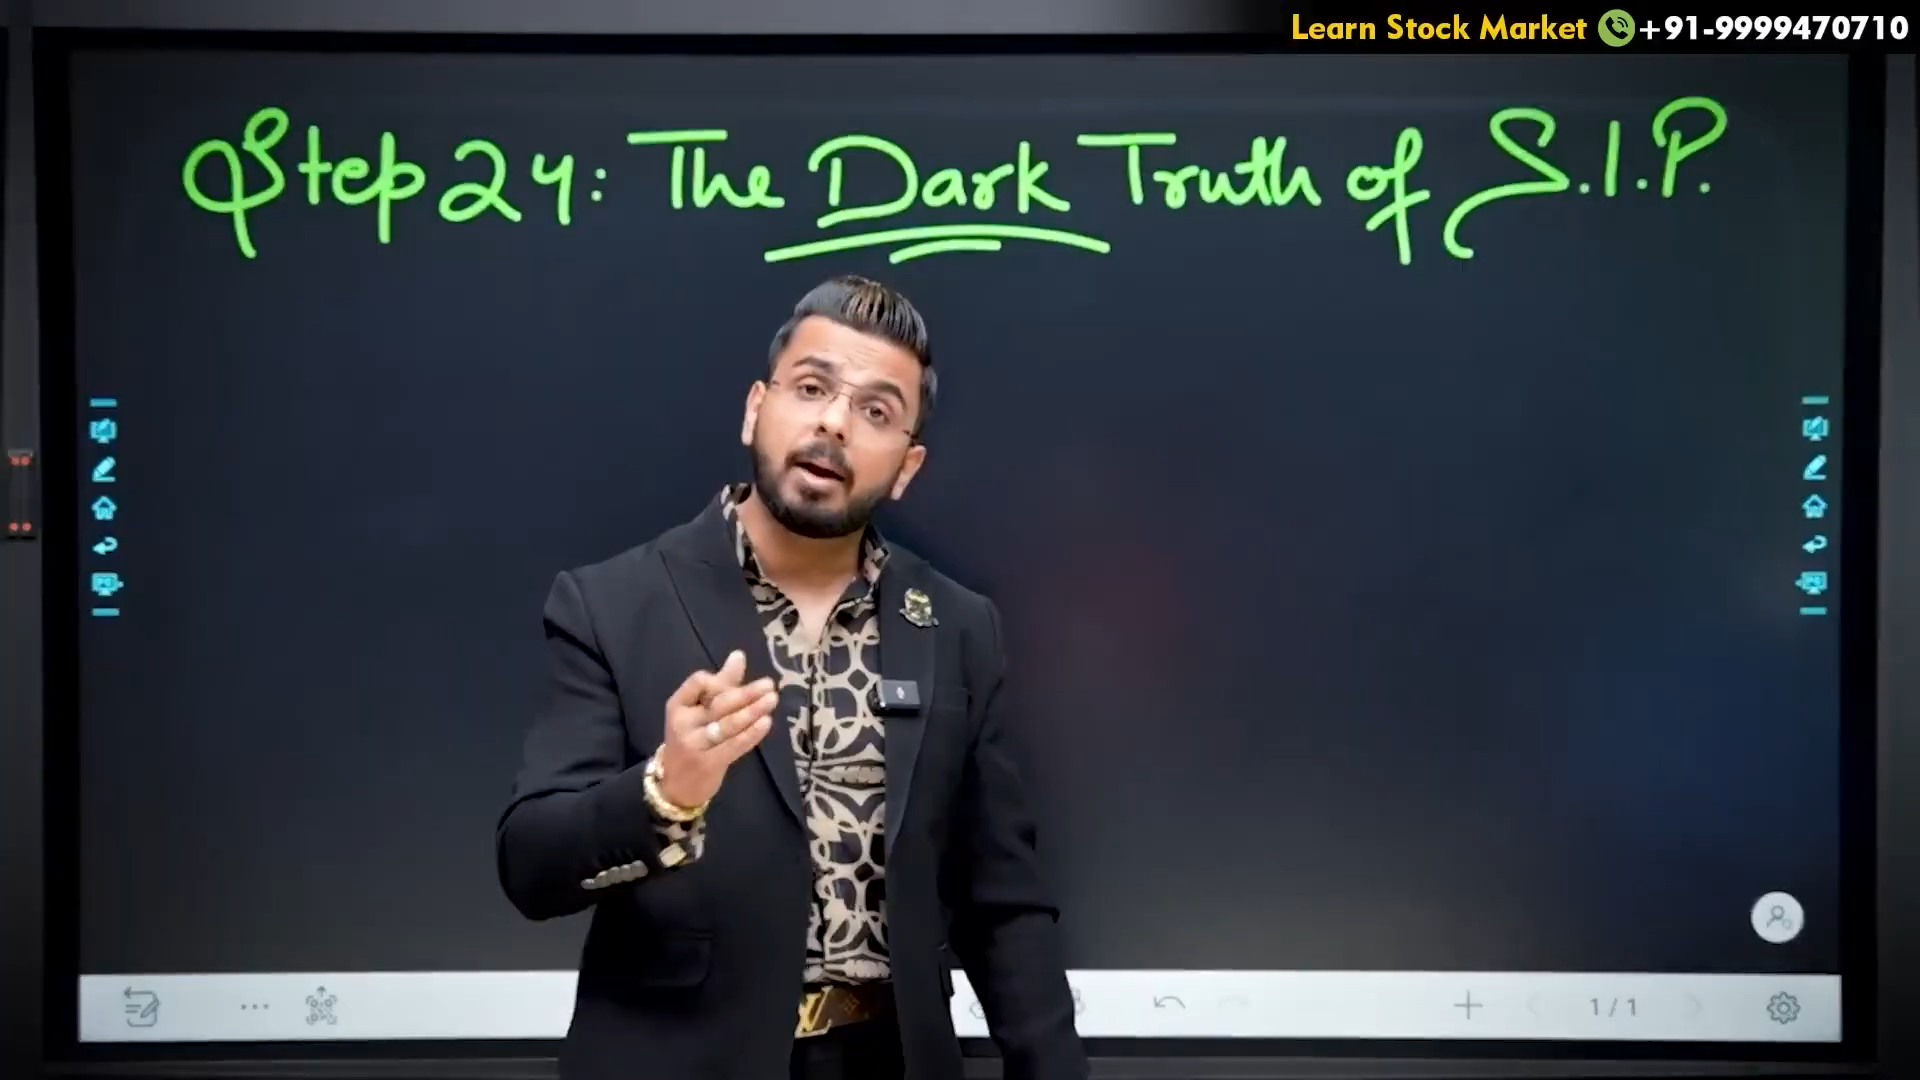 Learn Stock Market +91-9999470710
Step 24: The Dark Truth of S.I.P.
1/1